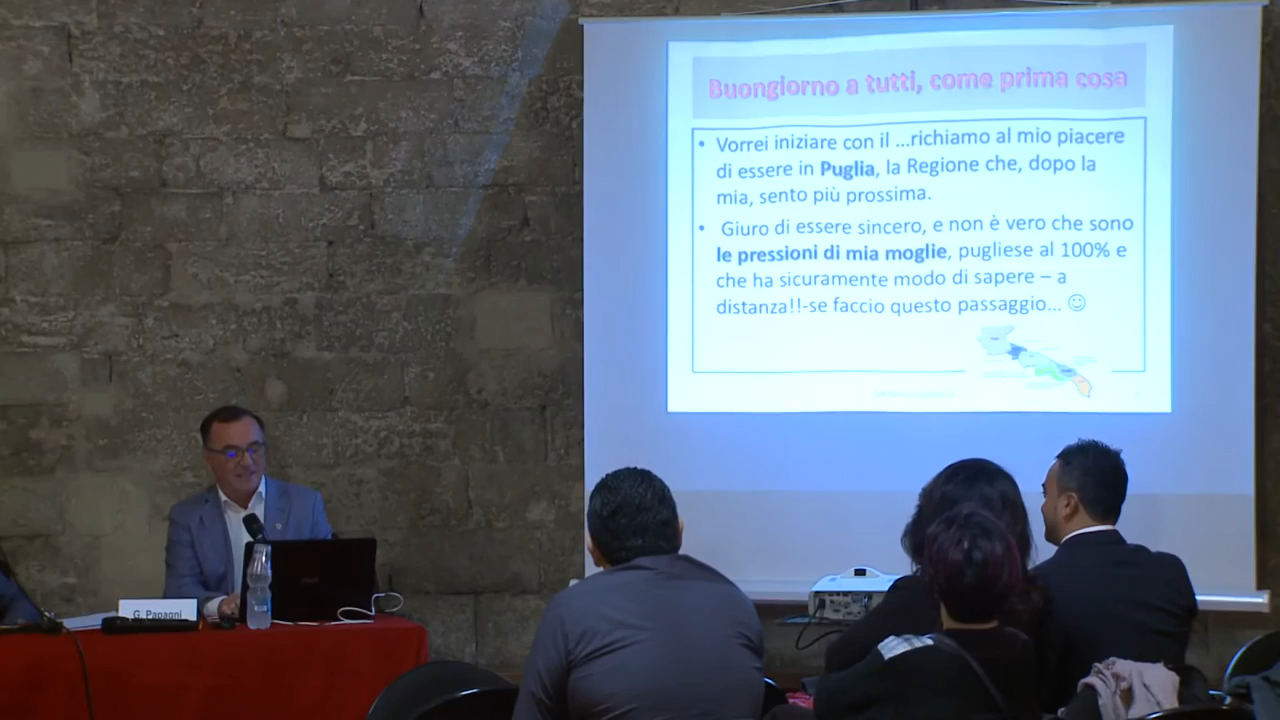 Buongiorno a tutti, come prima cosa
• Vorrei iniziare con il ...richiamo al mio piacere
di essere in Puglia, la Regione che, dopo la
mia, sento più prossima.
• Giuro di essere sincero, e non è vero che sono
le pressioni di mia moglie, pugliese al 100% e
che ha sicuramente modo di sapere – a
distanza!!-se faccio questo passaggio... ☺
G. Papagni